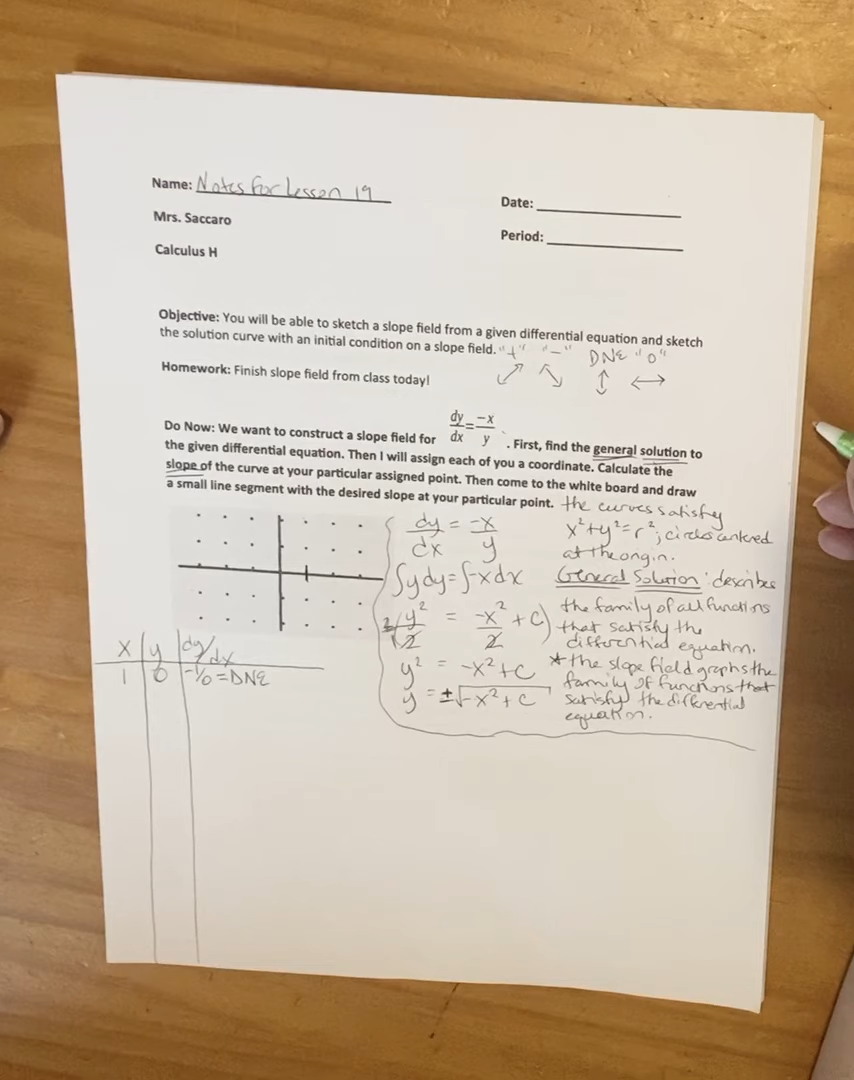 Name: Notes for Lesson 19
Date:
Mrs. Saccaro
Period:
Calculus H
Objective: You will be able to sketch a slope field from a given differential equation and sketch
the solution curve with an initial condition on a slope field. "+" "-" DNE "0"
Homework: Finish slope field from class today!
Do Now: We want to construct a slope field for dy/dx = -x/y. First, find the general solution to
the given differential equation. Then I will assign each of you a coordinate. Calculate the
slope of the curve at your particular assigned point. Then come to the white board and draw
a small line segment with the desired slope at your particular point.
dy/dx = -x/y
∫y dy = ∫-x dx
2(y²/2 = -x²/2 + C)
y² = -x² + C
y = ±√-x² + C
the curves satisfy
x² + y² = r²; circles centered
at the origin.
General Solution: describes
the family of all functions
that satisfy the
differential equation.
* the slope field graphs the
family of functions that
satisfy the differential
equation.
x y dy/dx
1 0 -1/0 = DNE